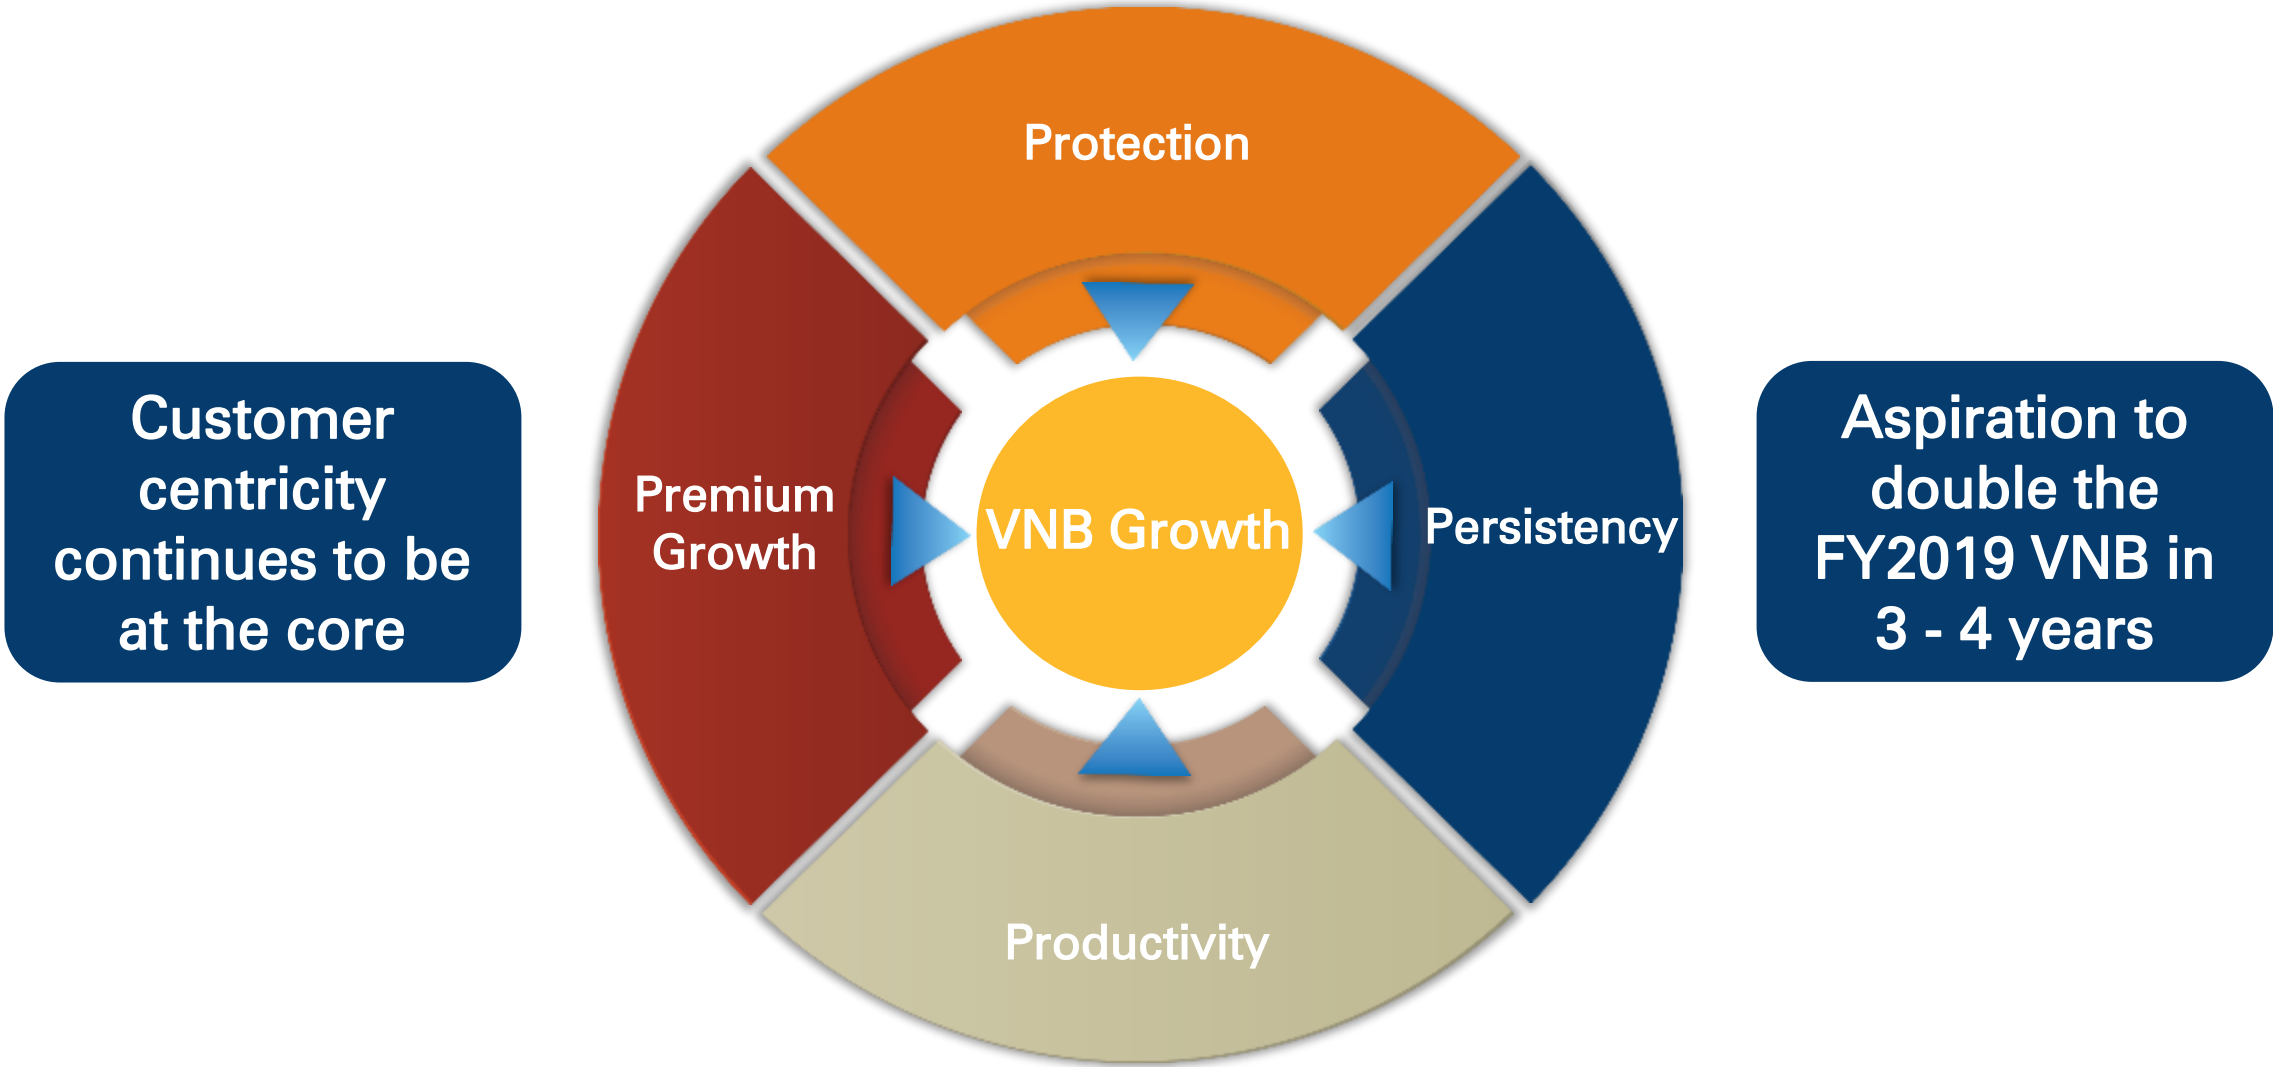 Protection
Customer
centricity
continues to be
at the core
Premium
Growth
VNB Growth
Persistency
Aspiration to
double the
FY2019 VNB in
3 - 4 years
Productivity